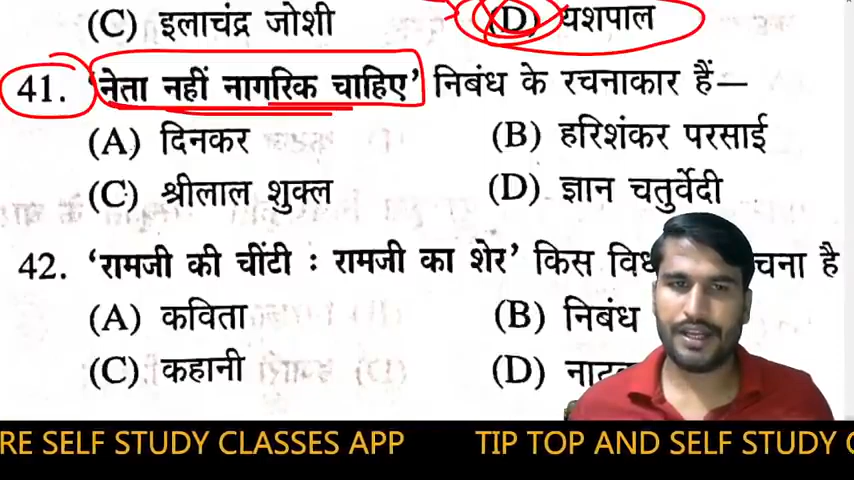 (C) इलाचंद्र जोशी (D) यशपाल
41. 'नेता नहीं नागरिक चाहिए' निबंध के रचनाकार हैं—
(A) दिनकर (B) हरिशंकर परसाई
(C) श्रीलाल शुक्ल (D) ज्ञान चतुर्वेदी
42. 'रामजी की चींटी : रामजी का शेर' किस है
(A) कविता (B) निबंध
(C) कहानी (D)
RE SELF STUDY CLASSES APP TIP TOP AND SELF STUDY